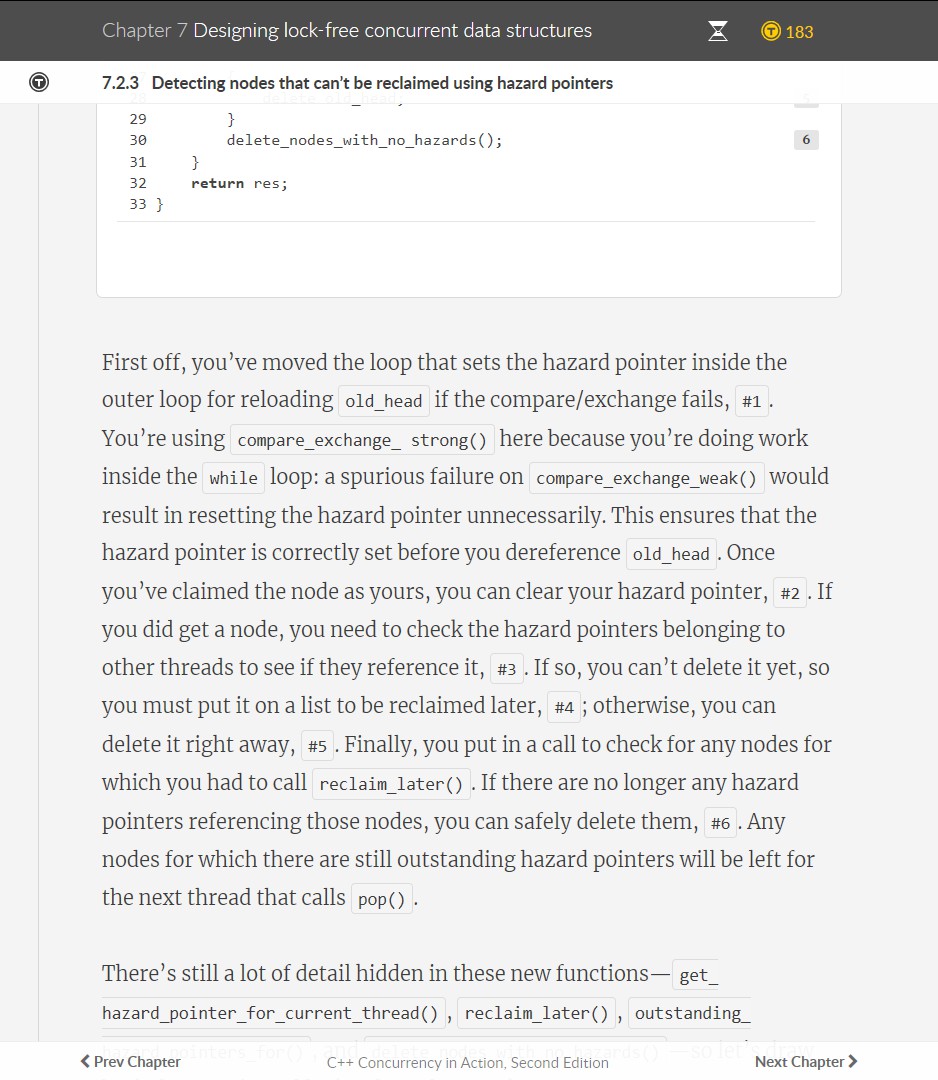 Chapter 7 Designing lock-free concurrent data structures
183
7.2.3 Detecting nodes that can’t be reclaimed using hazard pointers
28
29 }
30 delete_nodes_with_no_hazards(); 6
31 }
32 return res;
33 }
First off, you’ve moved the loop that sets the hazard pointer inside the
outer loop for reloading old_head if the compare/exchange fails, #1 .
You’re using compare_exchange_ strong() here because you’re doing work
inside the while loop: a spurious failure on compare_exchange_weak() would
result in resetting the hazard pointer unnecessarily. This ensures that the
hazard pointer is correctly set before you dereference old_head . Once
you’ve claimed the node as yours, you can clear your hazard pointer, #2 . If
you did get a node, you need to check the hazard pointers belonging to
other threads to see if they reference it, #3 . If so, you can’t delete it yet, so
you must put it on a list to be reclaimed later, #4 ; otherwise, you can
delete it right away, #5 . Finally, you put in a call to check for any nodes for
which you had to call reclaim_later() . If there are no longer any hazard
pointers referencing those nodes, you can safely delete them, #6 . Any
nodes for which there are still outstanding hazard pointers will be left for
the next thread that calls pop() .
There’s still a lot of detail hidden in these new functions—get_
hazard_pointer_for_current_thread() , reclaim_later() , outstanding_
hazard_pointers_for() , and delete_nodes_with_no_hazards() —so let’s draw
Prev Chapter C++ Concurrency in Action, Second Edition Next Chapter